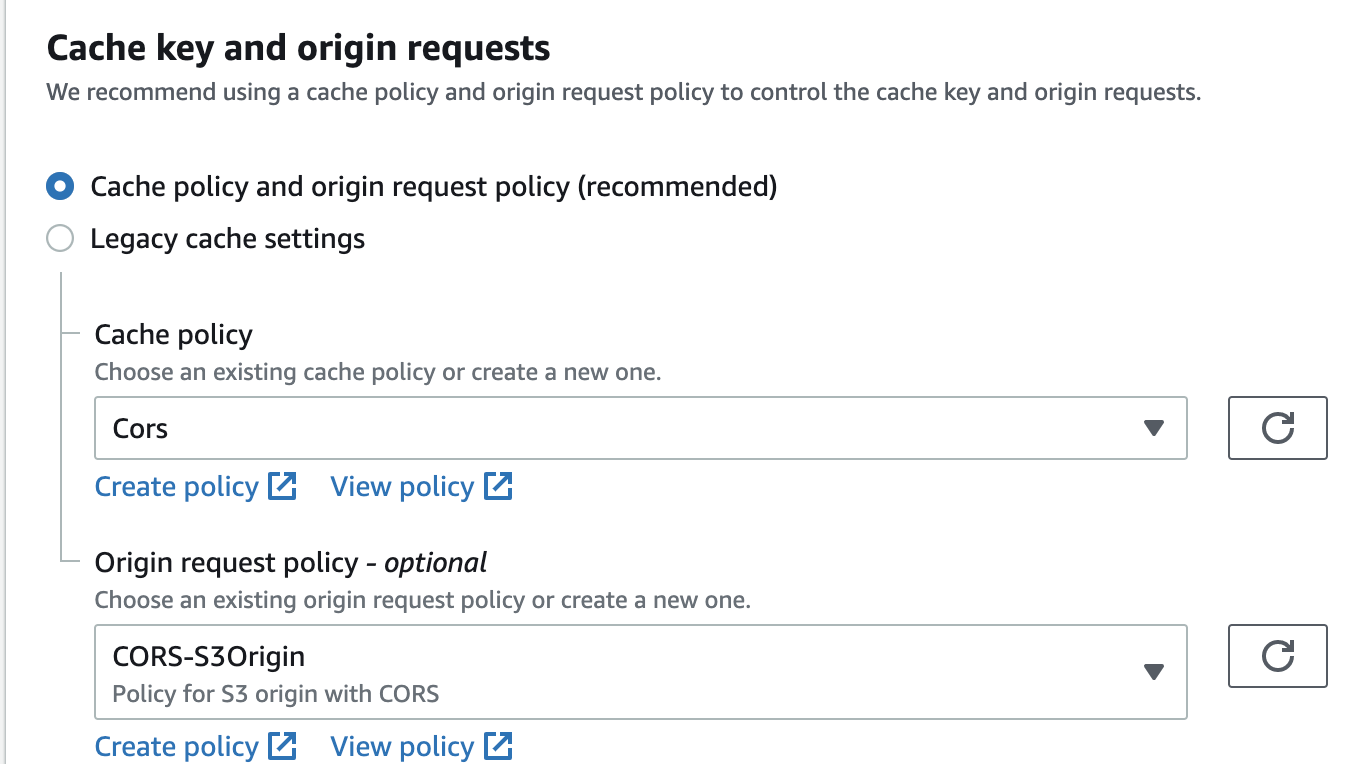 Cache key and origin requests
We recommend using a cache policy and origin request policy to control the cache key and origin requests.
Cache policy and origin request policy (recommended)
Legacy cache settings
Cache policy
Choose an existing cache policy or create a new one.
Cors
Create policy View policy
Origin request policy - optional
Choose an existing origin request policy or create a new one.
CORS-S3Origin
Policy for S3 origin with CORS
Create policy View policy